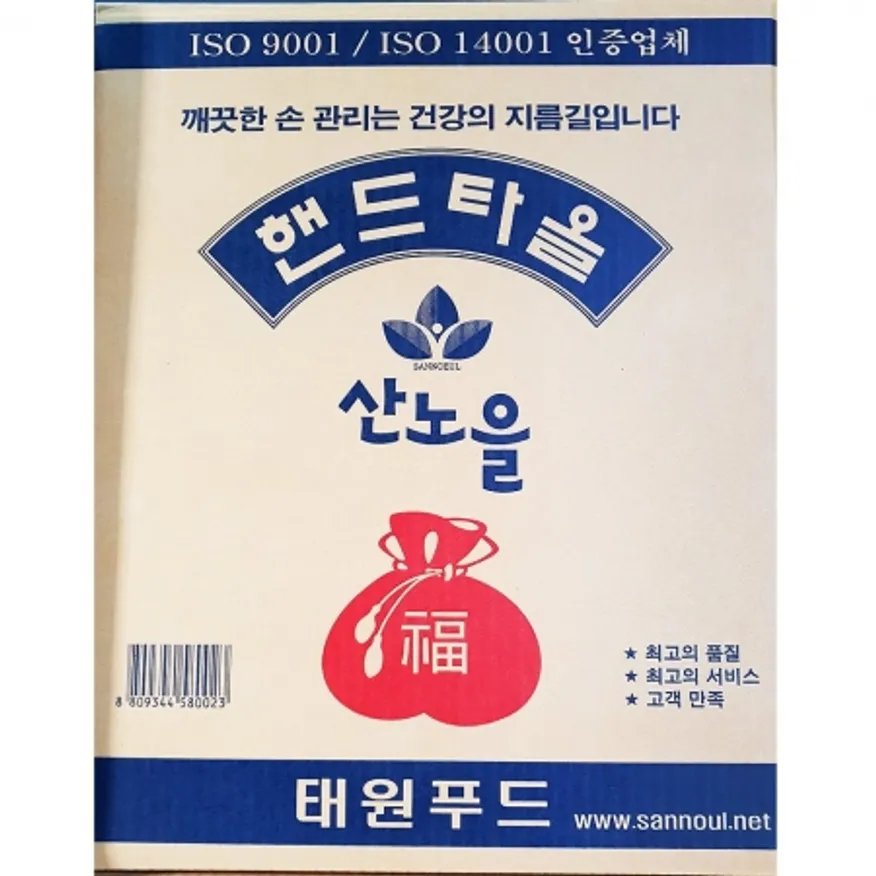 ISO 9001 / ISO 14001 인증업체
깨끗한 손 관리는 건강의 지름길입니다
핸드타올
SANNOEUL
산노을
福
★ 최고의 품질
★ 최고의 서비스
★ 고객 만족
8 809344 580023
태원푸드 www.sannoul.net